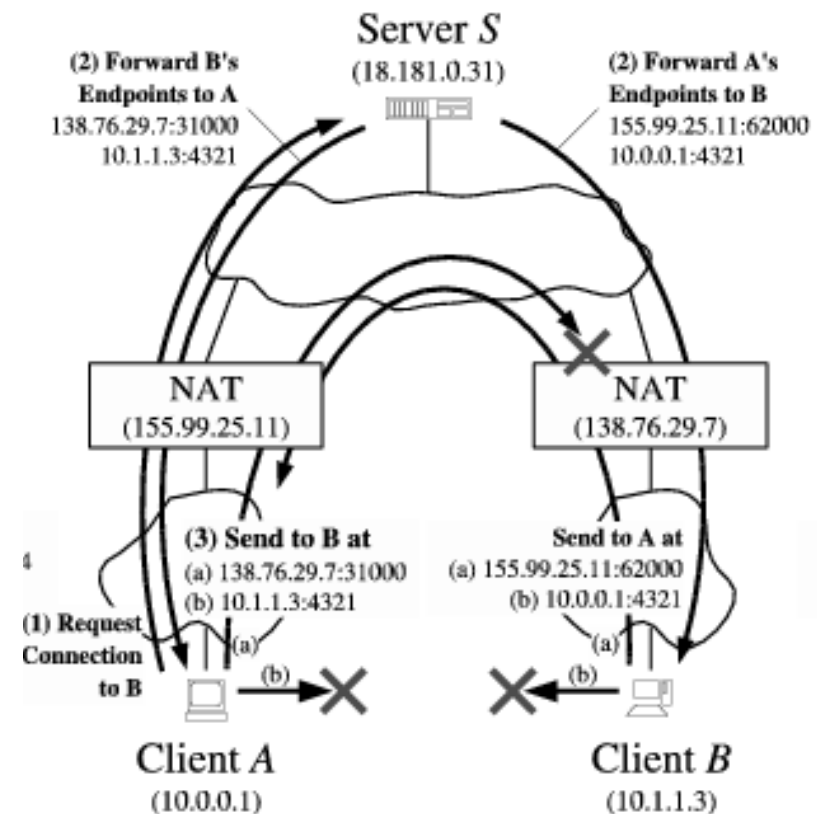 Server S
(18.181.0.31)
(2) Forward B's
Endpoints to A
138.76.29.7:31000
10.1.1.3:4321
(2) Forward A's
Endpoints to B
155.99.25.11:62000
10.0.0.1:4321
NAT
(155.99.25.11)
NAT
(138.76.29.7)
(3) Send to B at
(a) 138.76.29.7:31000
(b) 10.1.1.3:4321
Send to A at
(a) 155.99.25.11:62000
(b) 10.0.0.1:4321
4
(1) Request
Connection
to B
(a)
(b)
(a)
(b)
Client A
(10.0.0.1)
Client B
(10.1.1.3)